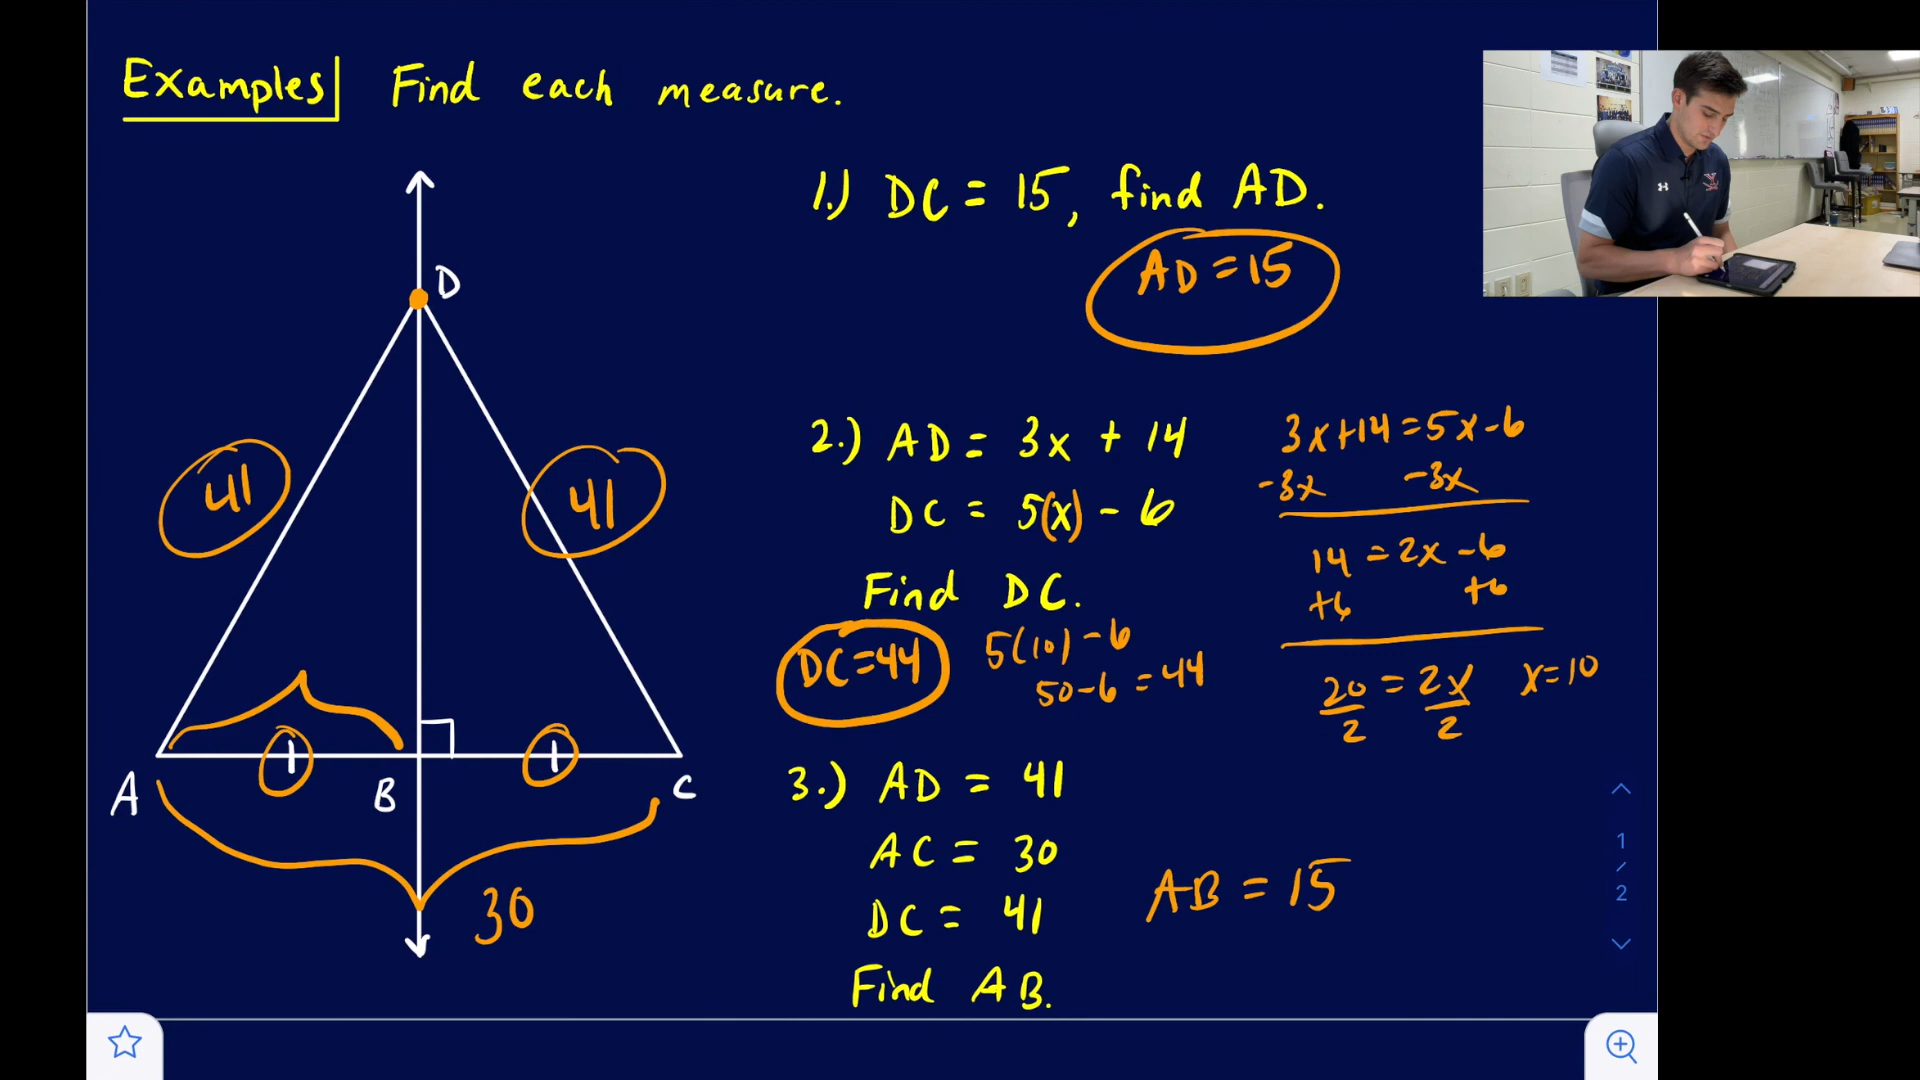 Examples Find each measure.
1.) DC = 15, find AD.
AD = 15
2.) AD = 3x + 14
DC = 5(x) - 6
Find DC.
DC=44
5(10) - 6
50-6 = 44
3x+14=5x-6
-3x -3x
14 = 2x - 6
+6 +6
20 = 2x x=10
2 2
3.) AD = 41
AC = 30
DC = 41
Find AB.
AB = 15
D
41 41
A B C
30
1
/
2